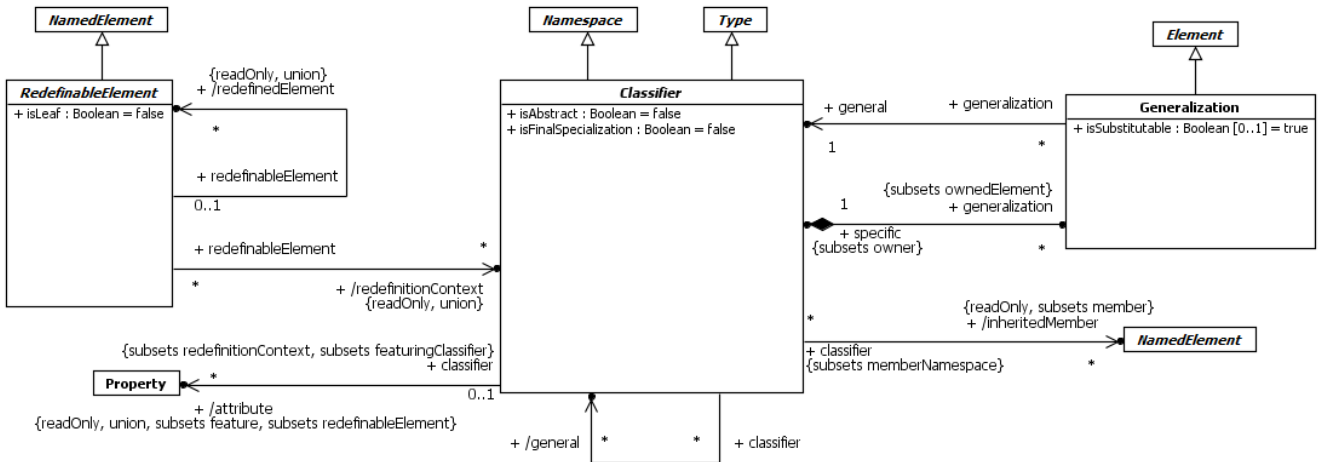 NamedElement
Namespace
Type
Element
RedefinableElement
+ isLeaf : Boolean = false
{readOnly, union}
+ /redefinedElement
*
+ redefinableElement
0..1
+ redefinableElement
*
*
+ /redefinitionContext
{readOnly, union}
Classifier
+ isAbstract : Boolean = false
+ isFinalSpecialization : Boolean = false
+ general
+ generalization
1
*
Generalization
+ isSubstitutable : Boolean [0..1] = true
{subsets ownedElement}
1
+ generalization
+ specific
{subsets owner}
*
{readOnly, subsets member}
*
+ /inheritedMember
+ classifier
{subsets memberNamespace}
*
NamedElement
{subsets redefinitionContext, subsets featuringClassifier}
+ classifier
Property
*
0..1
+ /attribute
{readOnly, union, subsets feature, subsets redefinableElement}
+ /general
*
*
+ classifier